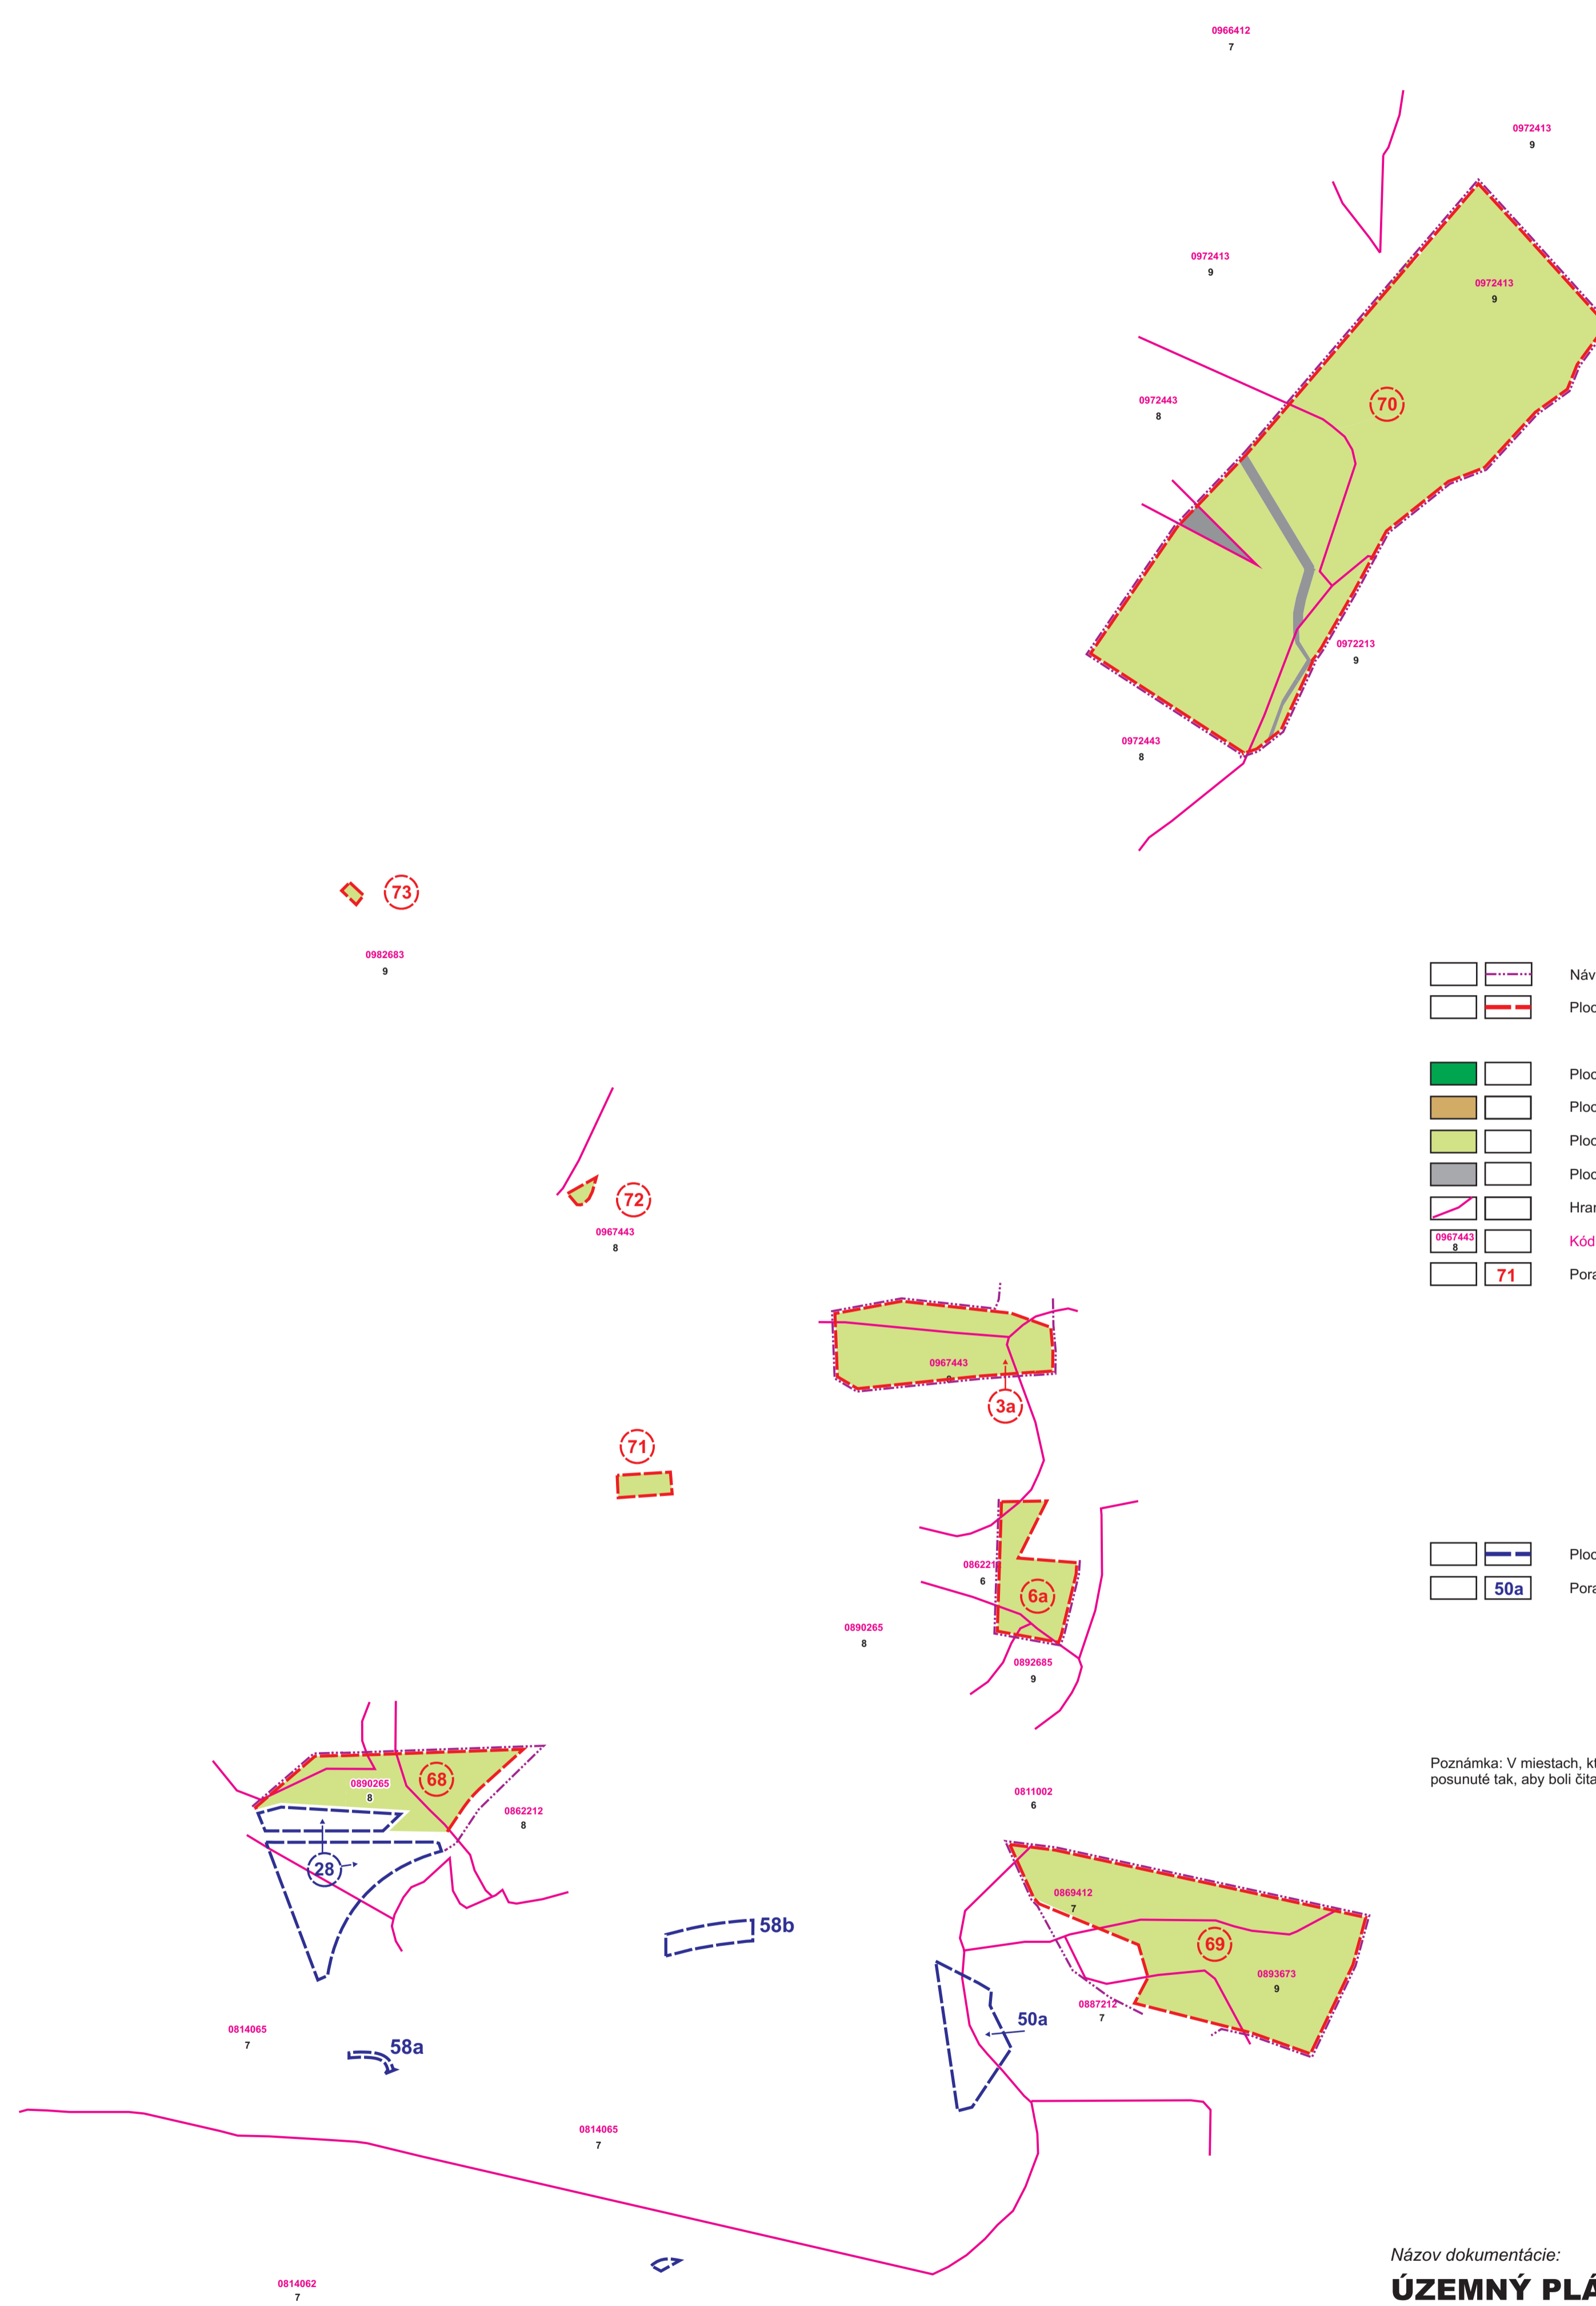 0966412
7
0972413
9
0972413
9
0972413
9
0972443
8
70
0972213
9
0972443
8
73
0982683
9
72
0967443
8
0967443
3a
71
6
6a
0890265
8
0892685
9
68
0890265
8
0862212
8
28
0811002
6
0869412
7
69
0893673
9
0887212
7
58b
50a
58a
0814065
7
0814065
7
0814062
7
Náv
Ploc
Ploc
Ploc
Ploc
Ploc
Hran
0967443
8
Kód
71
Pora
Ploc
50a
Pora
Poznámka: V miestach, kt
posunuté tak, aby boli čita
Názov dokumentácie:
ÚZEMNÝ PLÁ